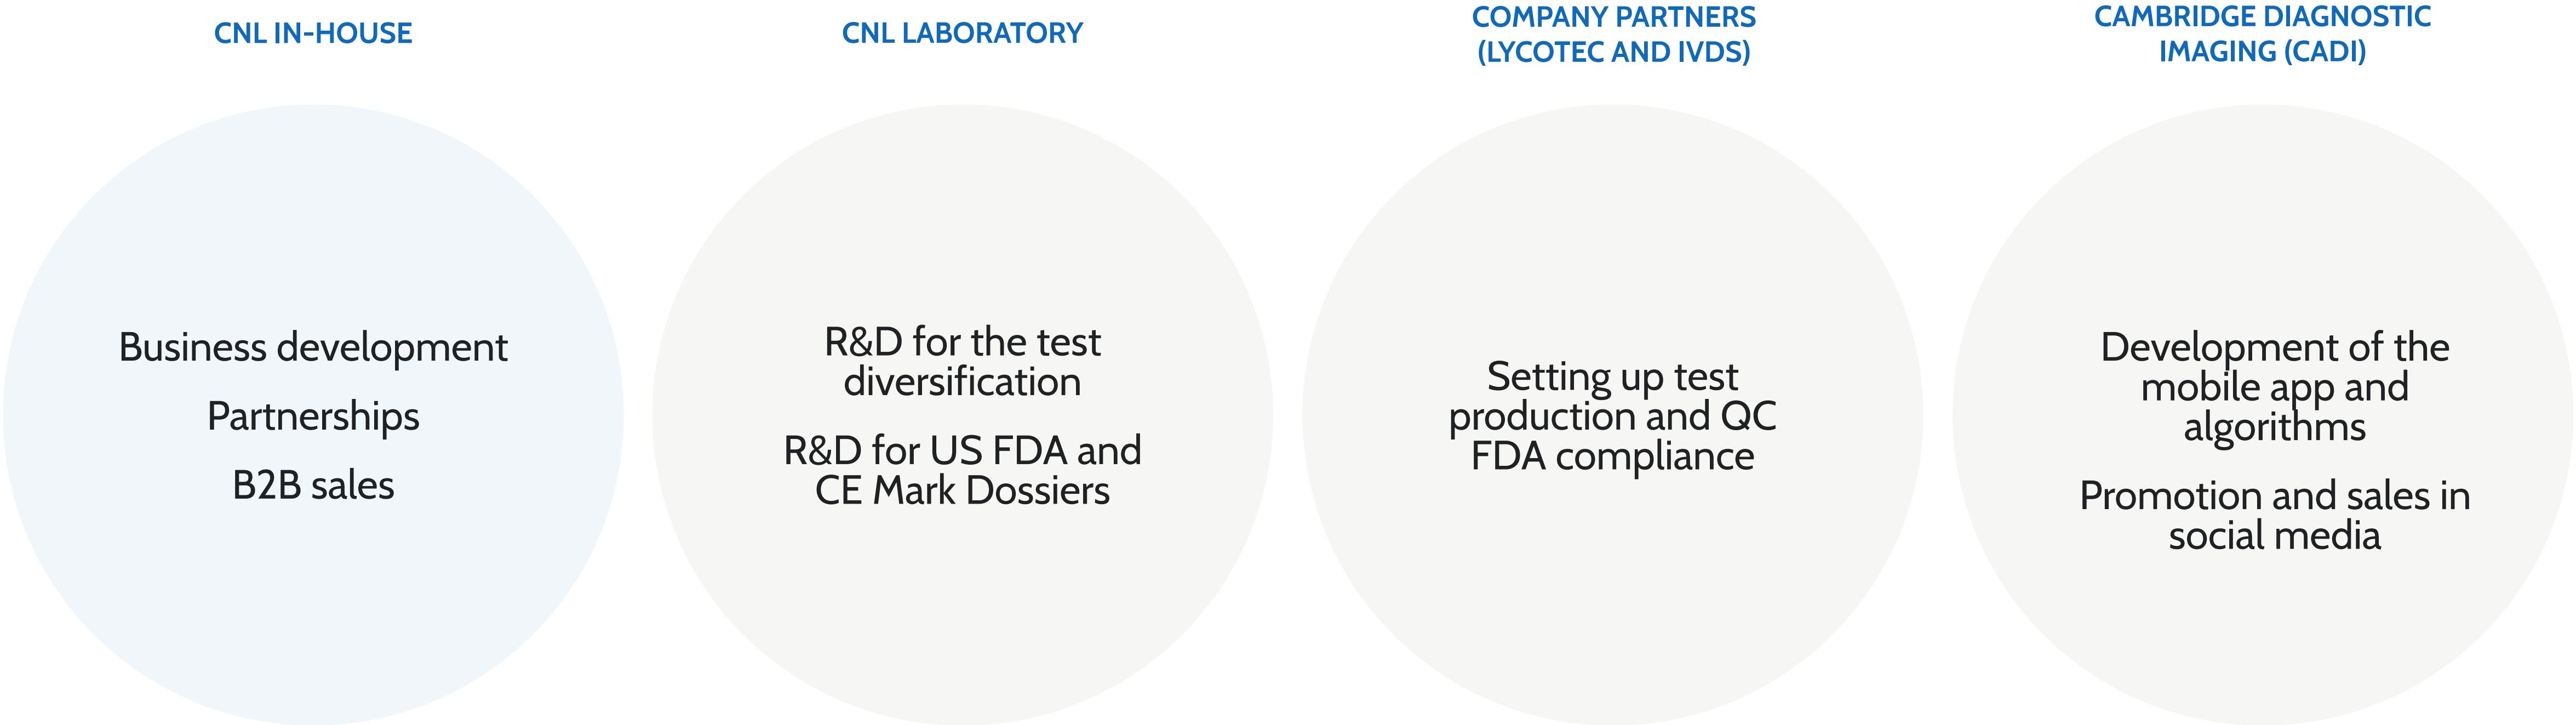 CNL IN-HOUSE
Business development
Partnerships
B2B sales
CNL LABORATORY
R&D for the test
diversification
R&D for US FDA and
CE Mark Dossiers
COMPANY PARTNERS
(LYCOTEC AND IVDS)
Setting up test
production and QC
FDA compliance
CAMBRIDGE DIAGNOSTIC
IMAGING (CADI)
Development of the
mobile app and
algorithms
Promotion and sales in
social media